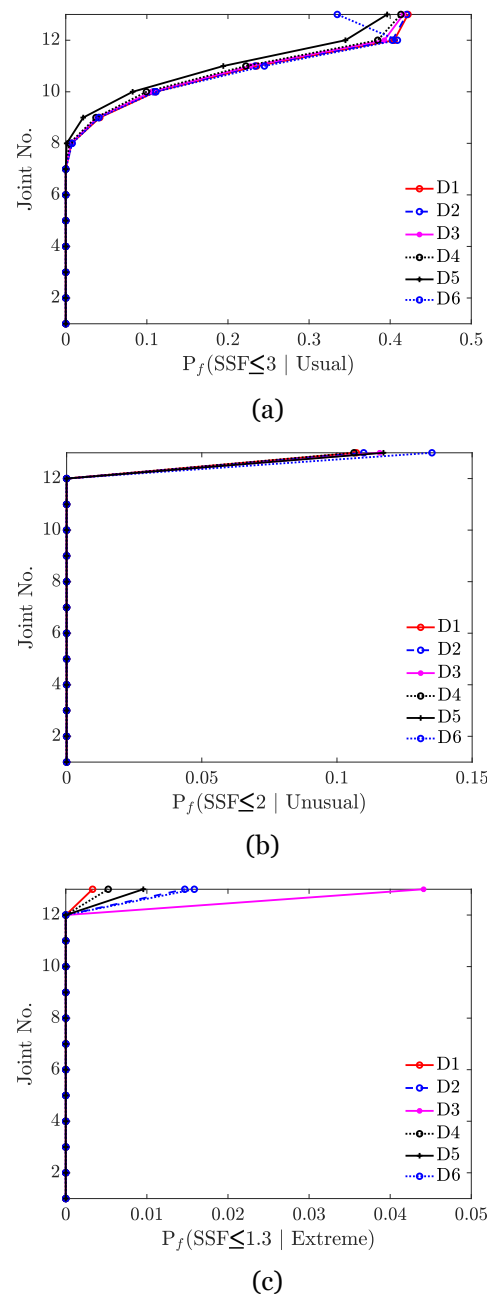 12
10
8
6
4
2
Joint No.
D1
D2
D3
D4
D5
D6
0
0.1
0.2
0.3
0.4
0.5
P_f(SSF≤3 | Usual)
(a)
12
10
8
6
4
2
Joint No.
D1
D2
D3
D4
D5
D6
0
0.05
0.1
0.15
P_f(SSF≤2 | Unusual)
(b)
12
10
8
6
4
2
Joint No.
D1
D2
D3
D4
D5
D6
0
0.01
0.02
0.03
0.04
0.05
P_f(SSF≤1.3 | Extreme)
(c)